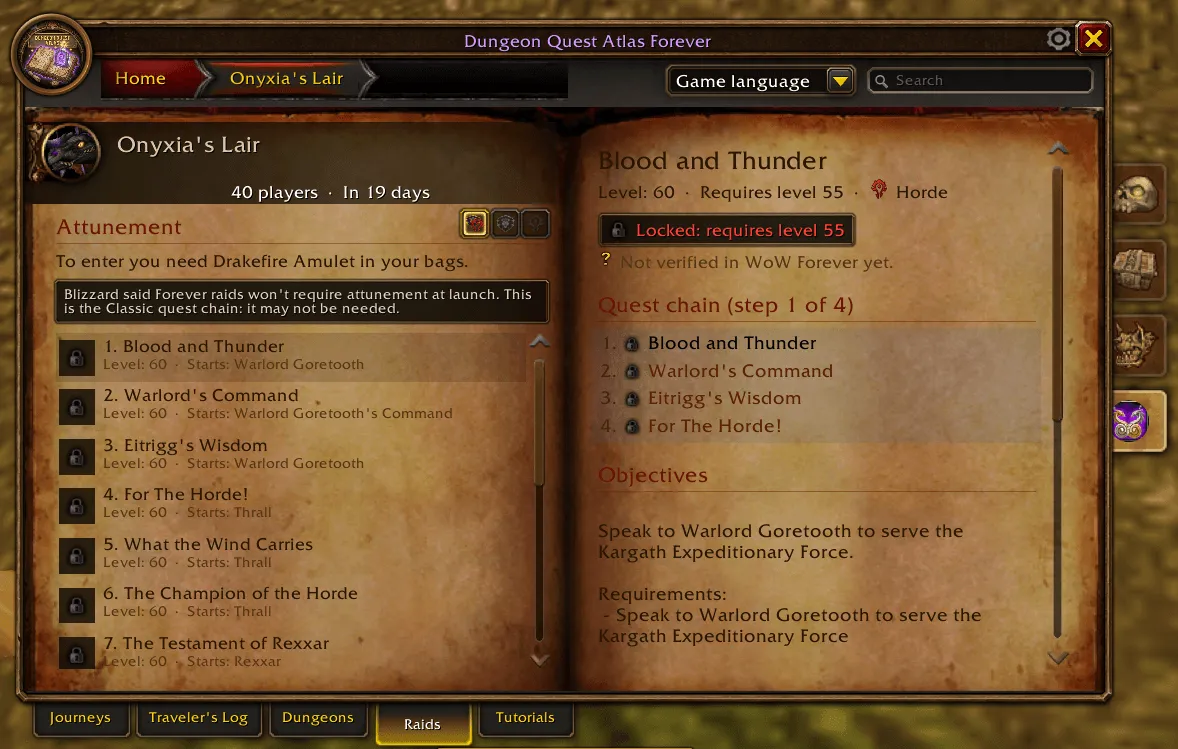 Dungeon Quest Atlas Forever
Home
Onyxia's Lair
Game language
Search
Onyxia's Lair
40 players · In 19 days
Attunement
To enter you need Drakefire Amulet in your bags.
Blizzard said Forever raids won't require attunement at launch. This
is the Classic quest chain: it may not be needed.
1. Blood and Thunder
Level: 60 · Starts: Warlord Goretooth
2. Warlord's Command
Level: 60 · Starts: Warlord Goretooth's Command
3. Eitrigg's Wisdom
Level: 60 · Starts: Warlord Goretooth
4. For The Horde!
Level: 60 · Starts: Thrall
5. What the Wind Carries
Level: 60 · Starts: Thrall
6. The Champion of the Horde
Level: 60 · Starts: Thrall
7. The Testament of Rexxar
Level: 60 · Starts: Rexxar
Blood and Thunder
Level: 60 · Requires level 55 · Horde
Locked: requires level 55
? Not verified in WoW Forever yet.
Quest chain (step 1 of 4)
1. Blood and Thunder
2. Warlord's Command
3. Eitrigg's Wisdom
4. For The Horde!
Objectives
Speak to Warlord Goretooth to serve the
Kargath Expeditionary Force.
Requirements:
- Speak to Warlord Goretooth to serve the
Kargath Expeditionary Force
Journeys
Traveler's Log
Dungeons
Raids
Tutorials